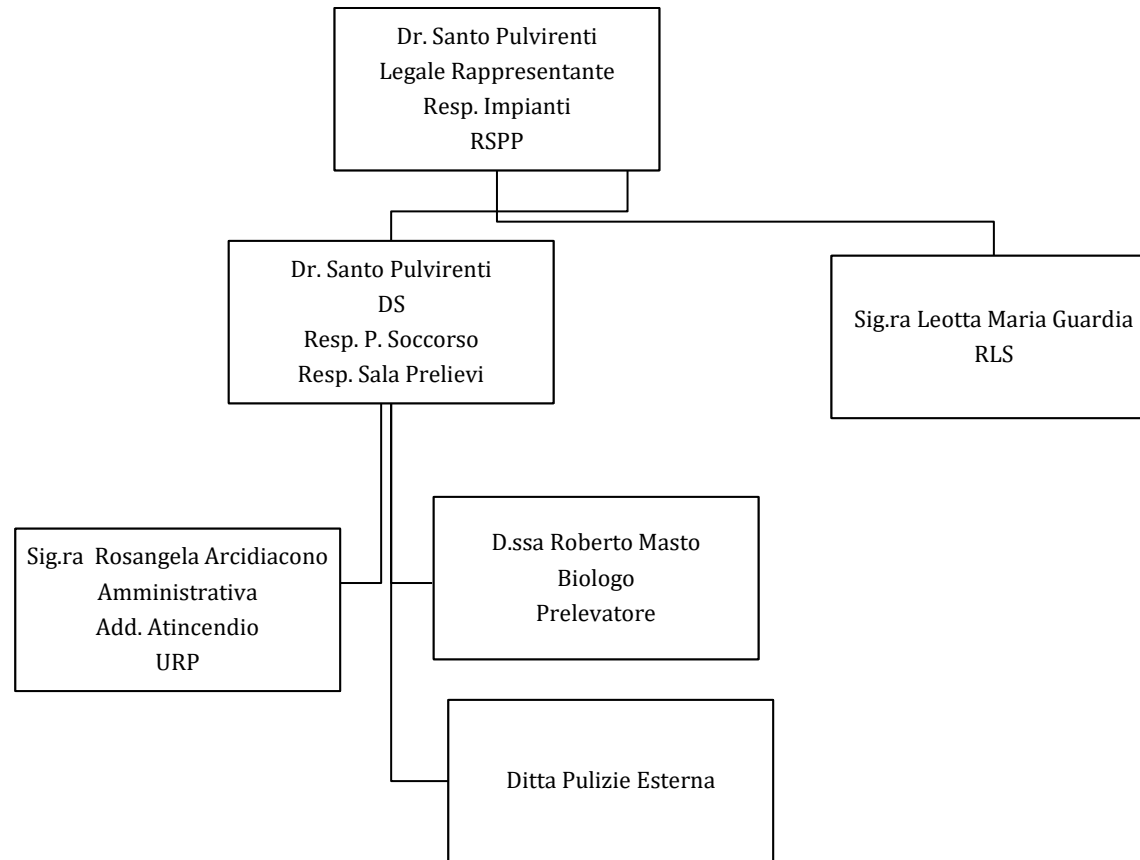 Dr. Santo Pulvirenti
Legale Rappresentante
Resp. Impianti
RSPP
Dr. Santo Pulvirenti
DS
Resp. P. Soccorso
Resp. Sala Prelievi
Sig.ra Leotta Maria Guardia
RLS
Sig.ra  Rosangela Arcidiacono
Amministrativa
Add. Atincendio
URP
D.ssa Roberto Masto
Biologo
Prelevatore
Ditta Pulizie Esterna